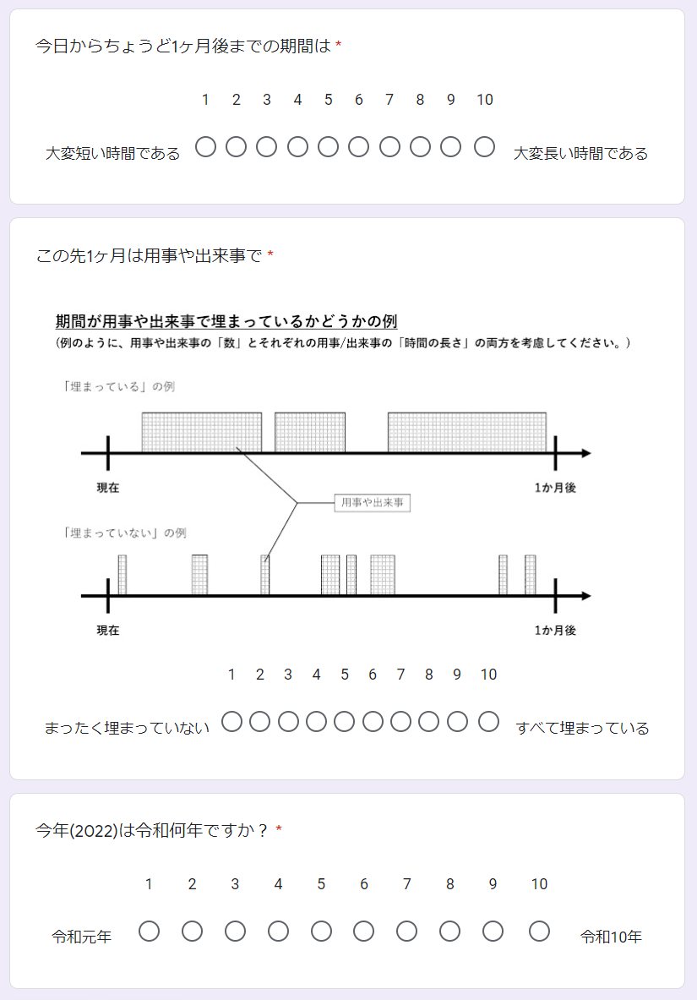 今日からちょうど1ヶ月後までの期間は *
1 2 3 4 5 6 7 8 9 10
大変短い時間である 大変長い時間である
この先1ヶ月は用事や出来事で *
期間が用事や出来事で埋まっているかどうかの例
(例のように、用事や出来事の「数」とそれぞれの用事/出来事の「時間の長さ」の両方を考慮してください。)
「埋まっている」の例
現在 1か月後
用事や出来事
「埋まっていない」の例
現在 1か月後
1 2 3 4 5 6 7 8 9 10
まったく埋まっていない すべて埋まっている
今年(2022)は令和何年ですか? *
1 2 3 4 5 6 7 8 9 10
令和元年 令和10年